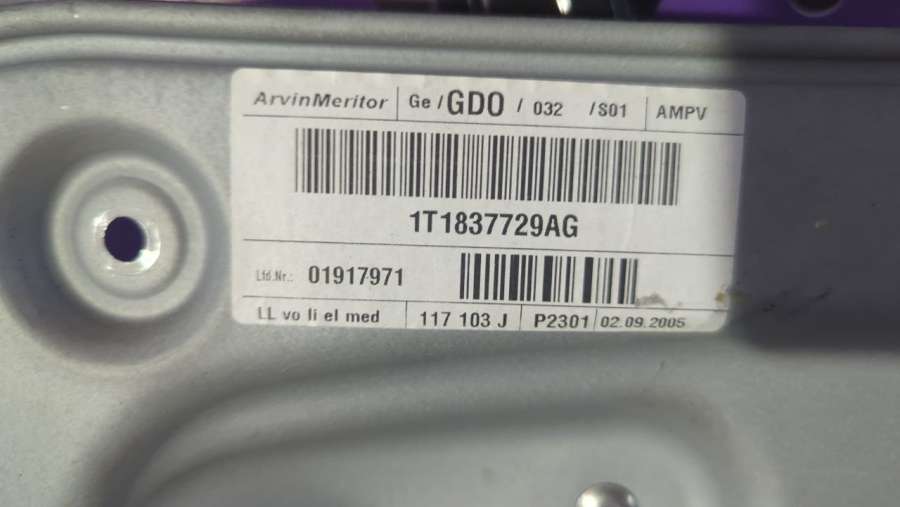 ArvinMeritor Ge / GDO / 032 / S01 AMPV
1T1837729AG
Lfd.Nr.: 01917971
LL vo li el med 117 103 J P2301 02.09.2005